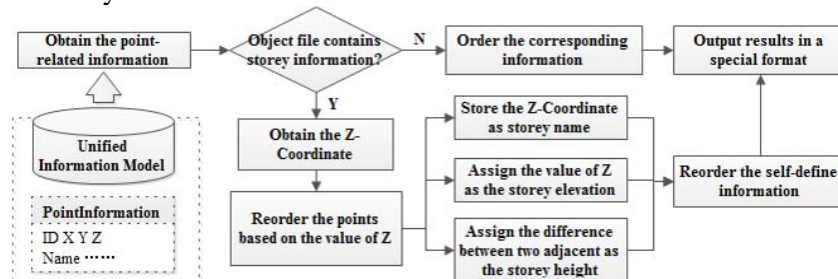 Obtain the point-
related information
Object file contains
storey information?
N
Order the corresponding
information
Output results in a
special format
Y
Unified
Information Model
PointInformation
ID X Y Z
Name ······
Obtain the Z-
Coordinate
Reorder the points
based on the value of Z
Store the Z-Coordinate
as storey name
Assign the value of Z
as the storey elevation
Assign the difference
between two adjacent as
the storey height
Reorder the self-define
information